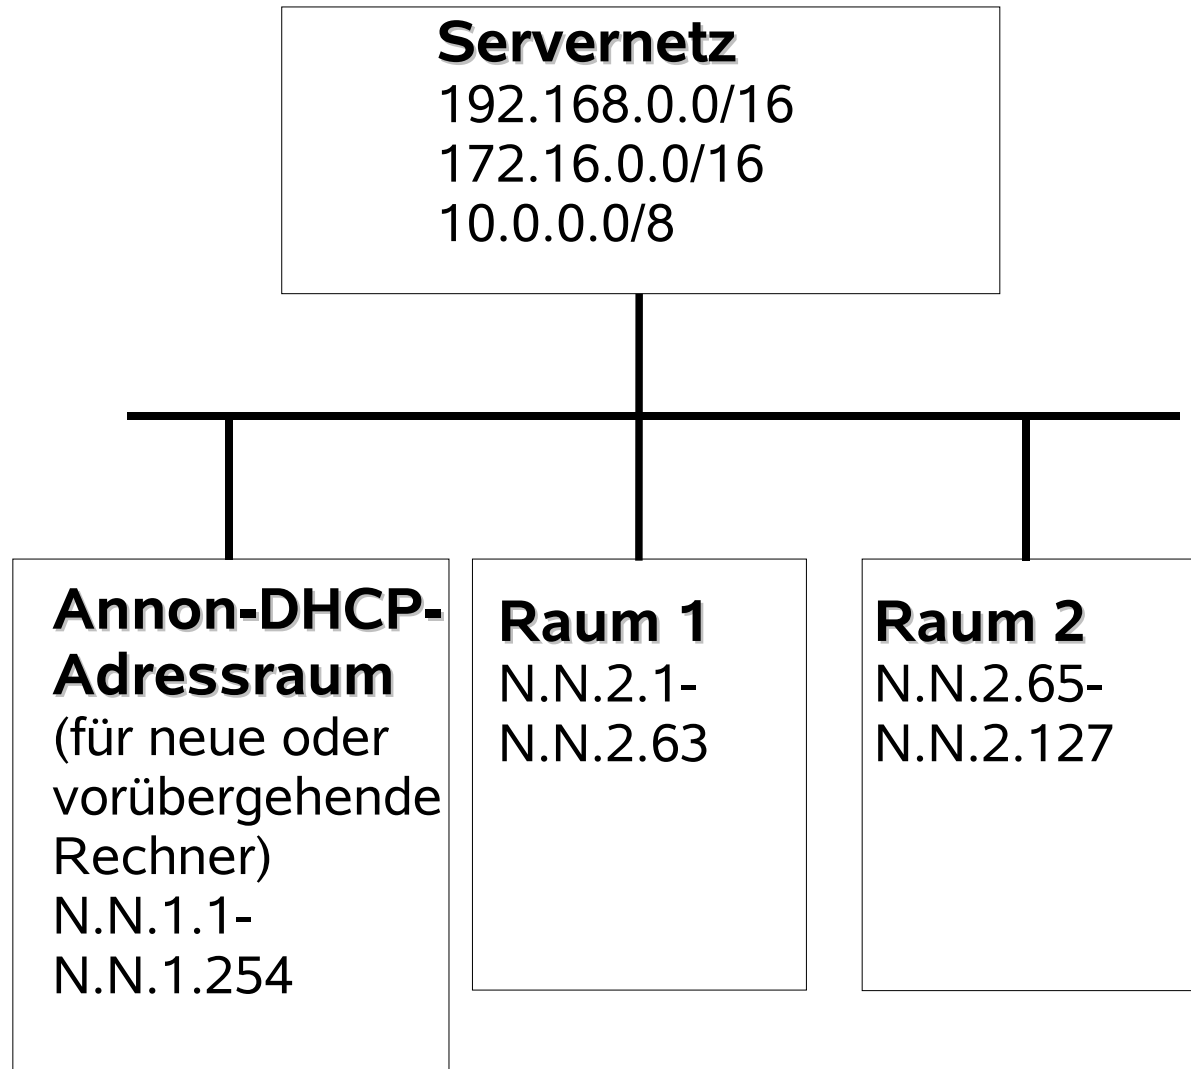 Servernetz
192.168.0.0/16
172.16.0.0/16
10.0.0.0/8
Annon-DHCP-
Adressraum
(für neue oder
vorübergehende
Rechner)
N.N.1.1-
N.N.1.254
Raum 1
N.N.2.1-
N.N.2.63
Raum 2
N.N.2.65-
N.N.2.127